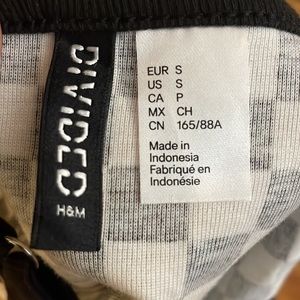 DIVIDED
H&M
EUR S
US S
CA P
MX CH
CN 165/88A
Made in
Indonesia
Fabriqué en
Indonésie